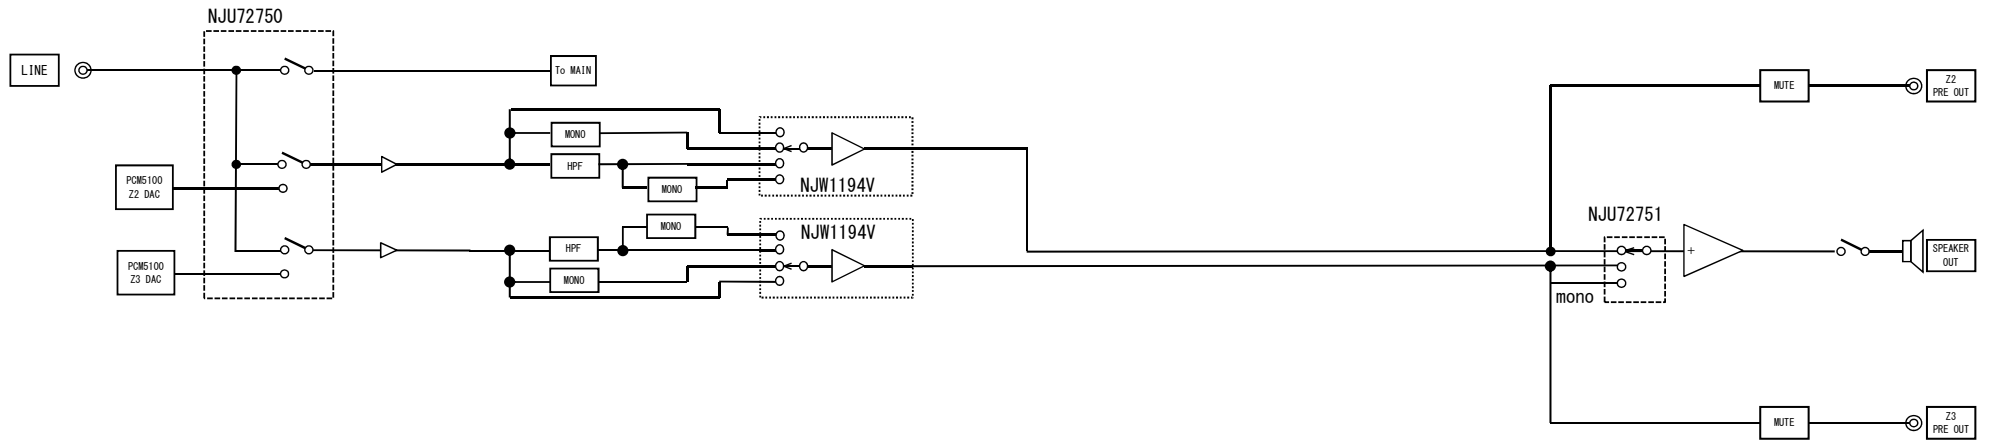 NJU72750
LINE
To MAIN
MUTE
Z2
PRE OUT
MONO
HPF
PCM5100
Z2 DAC
MONO
NJW1194V
MONO
NJW1194V
NJU72751
HPF
PCM5100
Z3 DAC
MONO
+
SPEAKER
OUT
mono
MUTE
Z3
PRE OUT